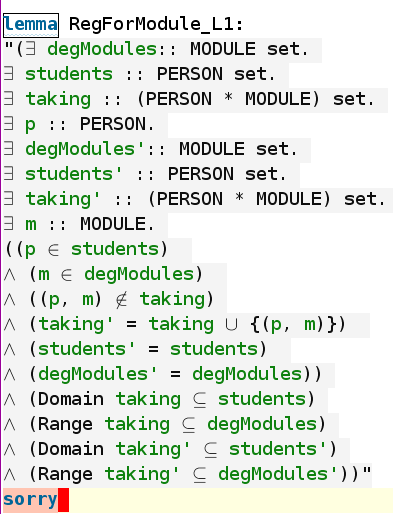 lemma RegForModule_L1:
"(∃ degModules:: MODULE set.
∃ students :: PERSON set.
∃ taking :: (PERSON * MODULE) set.
∃ p :: PERSON.
∃ degModules':: MODULE set.
∃ students' :: PERSON set.
∃ taking' :: (PERSON * MODULE) set.
∃ m :: MODULE.
((p ∈ students)
∧ (m ∈ degModules)
∧ ((p, m) ∉ taking)
∧ (taking' = taking ∪ {(p, m)})
∧ (students' = students)
∧ (degModules' = degModules))
∧ (Domain taking ⊆ students)
∧ (Range taking ⊆ degModules)
∧ (Domain taking' ⊆ students')
∧ (Range taking' ⊆ degModules'))"
sorry